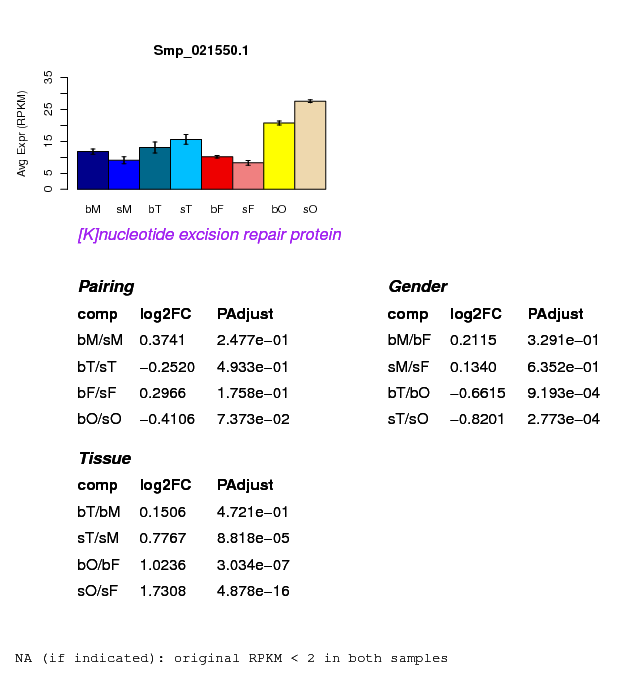 Smp_021550.1
Avg Expr (RPKM)
0 5 15 25 35
bM sM bT sT bF sF bO sO
[K]nucleotide excision repair protein
Pairing
comp log2FC PAdjust
bM/sM 0.3741 2.477e−01
bT/sT −0.2520 4.933e−01
bF/sF 0.2966 1.758e−01
bO/sO −0.4106 7.373e−02
Gender
comp log2FC PAdjust
bM/bF 0.2115 3.291e−01
sM/sF 0.1340 6.352e−01
bT/bO −0.6615 9.193e−04
sT/sO −0.8201 2.773e−04
Tissue
comp log2FC PAdjust
bT/bM 0.1506 4.721e−01
sT/sM 0.7767 8.818e−05
bO/bF 1.0236 3.034e−07
sO/sF 1.7308 4.878e−16
NA (if indicated): original RPKM < 2 in both samples